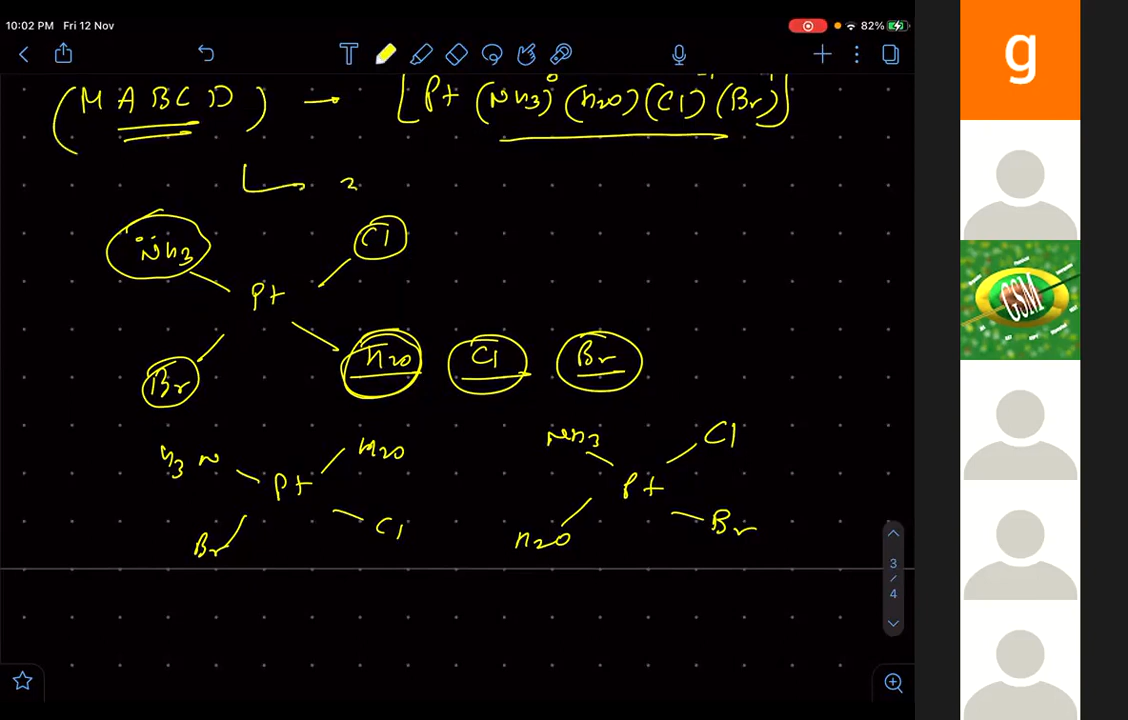 10:02 PM Fri 12 Nov
82%
g
(MABCD) → [Pt (NH3)° (H2O) (Cl)⁻ (Br)]
GSM
NH3 Cl
Pt
Br H2O Cl Br
H3N H2O
Pt
Br Cl
NH3 Cl
Pt
H2O Br
3
/
4